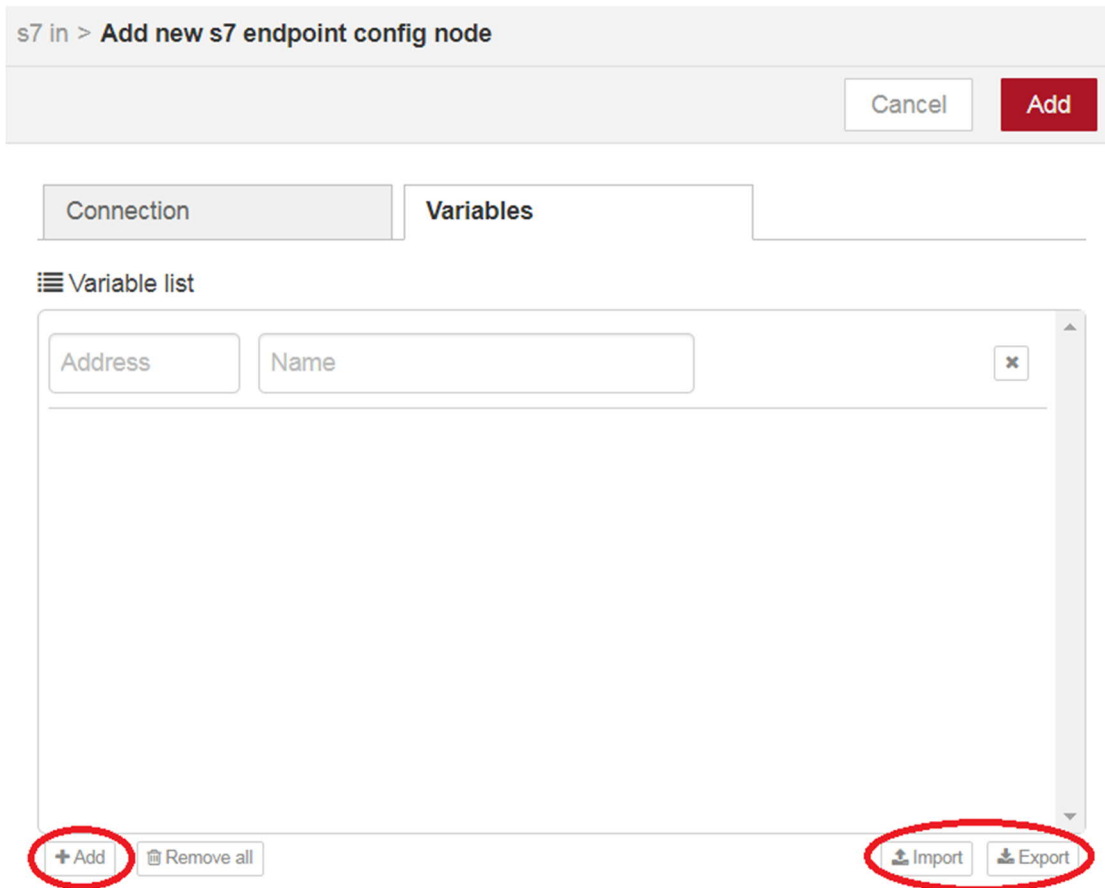 s7 in > Add new s7 endpoint config node
Cancel Add
Connection Variables
Variable list
Address Name
+ Add Remove all Import Export